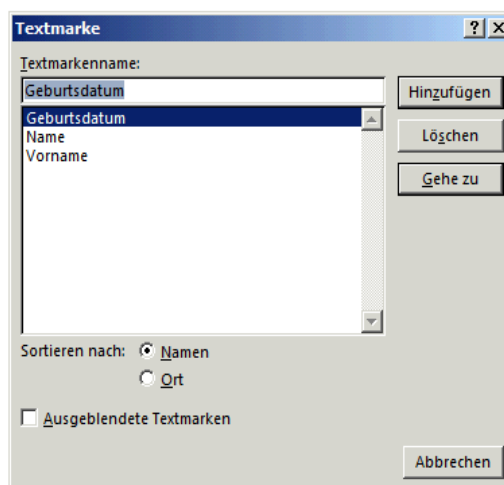 Textmarke
Textmarkenname:
Geburtsdatum
Hinzufügen
Geburtsdatum
Name
Vorname
Löschen
Gehe zu
Sortieren nach:
Namen
Ort
Ausgeblendete Textmarken
Abbrechen